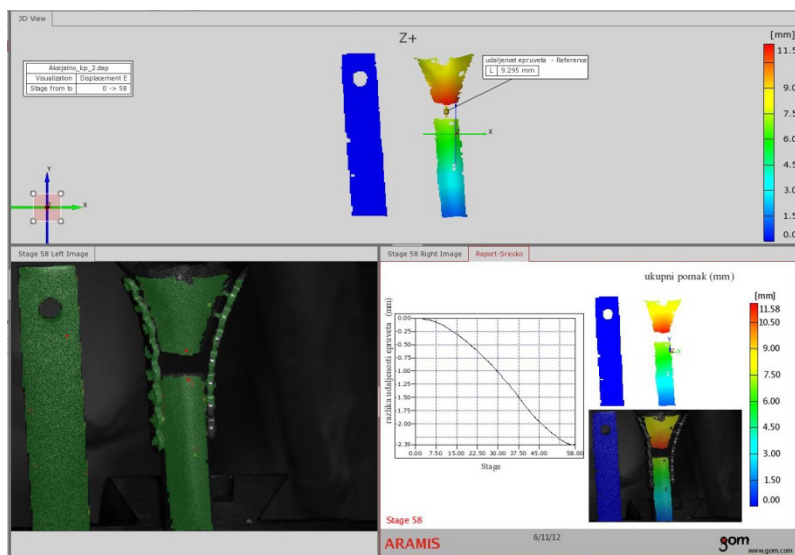 3D View
Z+
[mm]
11.5
9.0
7.5
6.0
4.5
3.0
1.5
0.0
Aksijalno_lcp_2.dap
Visualization Displacement E
Stage from to 0 -> 58
udaljenost epruveta - Reference
L 9.295 mm
X
Y
X
Stage 58 Left Image
Stage 58 Right Image
Report-Srecko
ukupni pomak (mm)
[mm]
11.58
9.00
7.50
6.00
4.50
3.00
1.50
0.00
razlika udaljenosti epruveta (mm)
0.00
-0.25
-0.50
-0.75
-1.00
-1.25
-1.50
-1.75
-2.00
-2.39
0.00 7.50 15.00 22.50 30.00 37.50 45.00 58.00
Stage
Y
Stage 58
ARAMIS
6/11/12
gom
www.gom.com